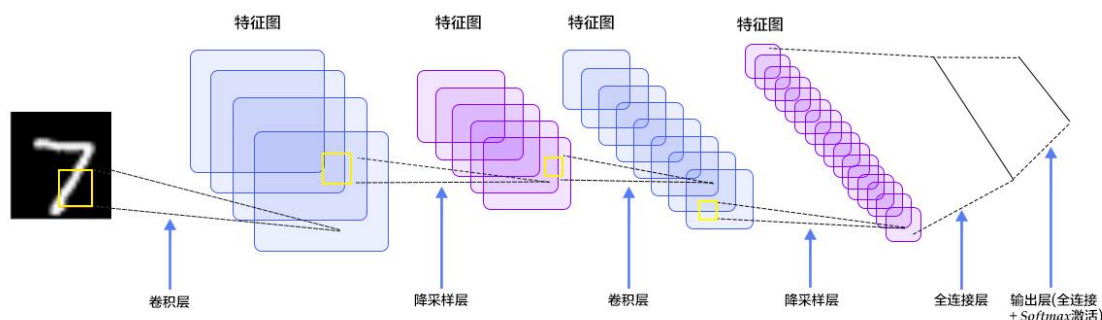 特征图
特征图
特征图
特征图
卷积层
降采样层
卷积层
降采样层
全连接层
输出层(全连接
+ Softmax激活)